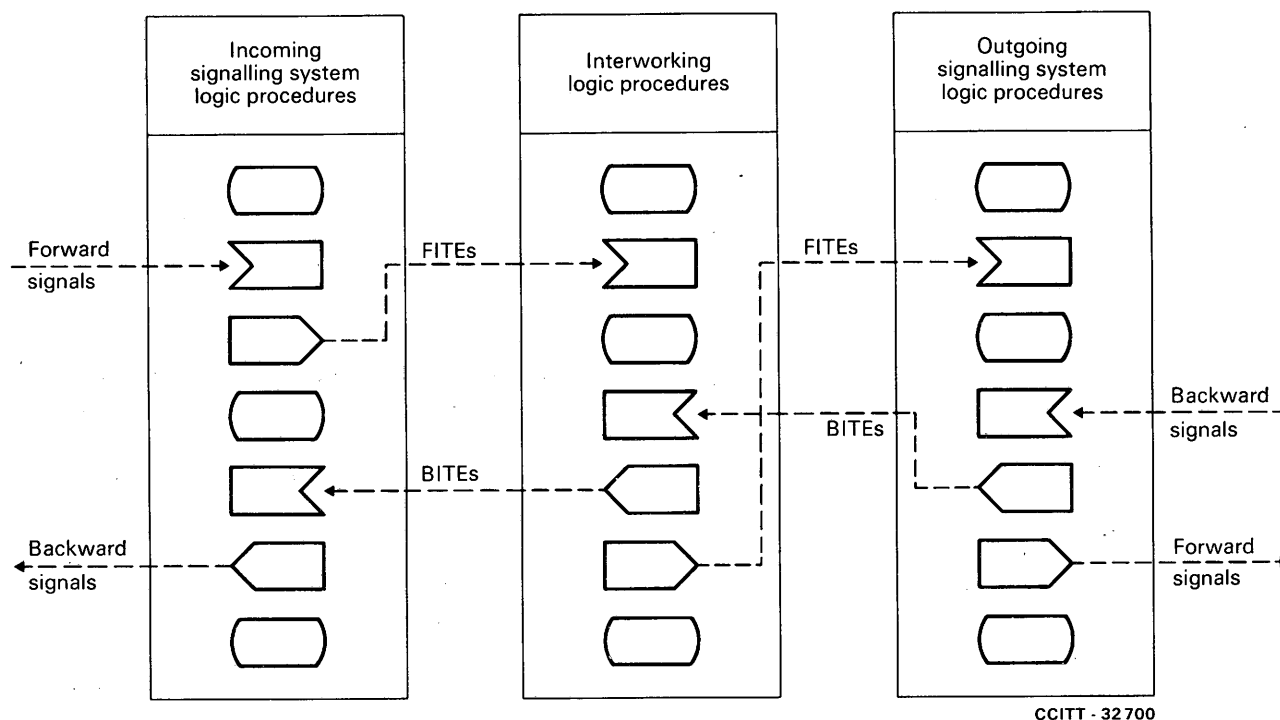 Incoming
signalling system
logic procedures
Interworking
logic procedures
Outgoing
signalling system
logic procedures
Forward
signals
FITEs
FITEs
Backward
signals
BITEs
BITEs
Backward
signals
Forward
signals
CCITT - 32700